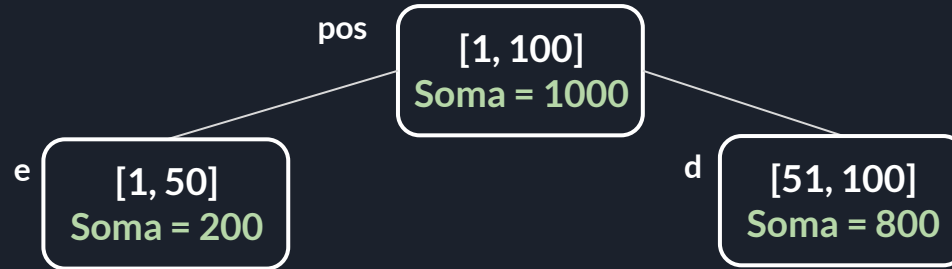 pos
[1, 100]
Soma = 1000
e
[1, 50]
Soma = 200
d
[51, 100]
Soma = 800